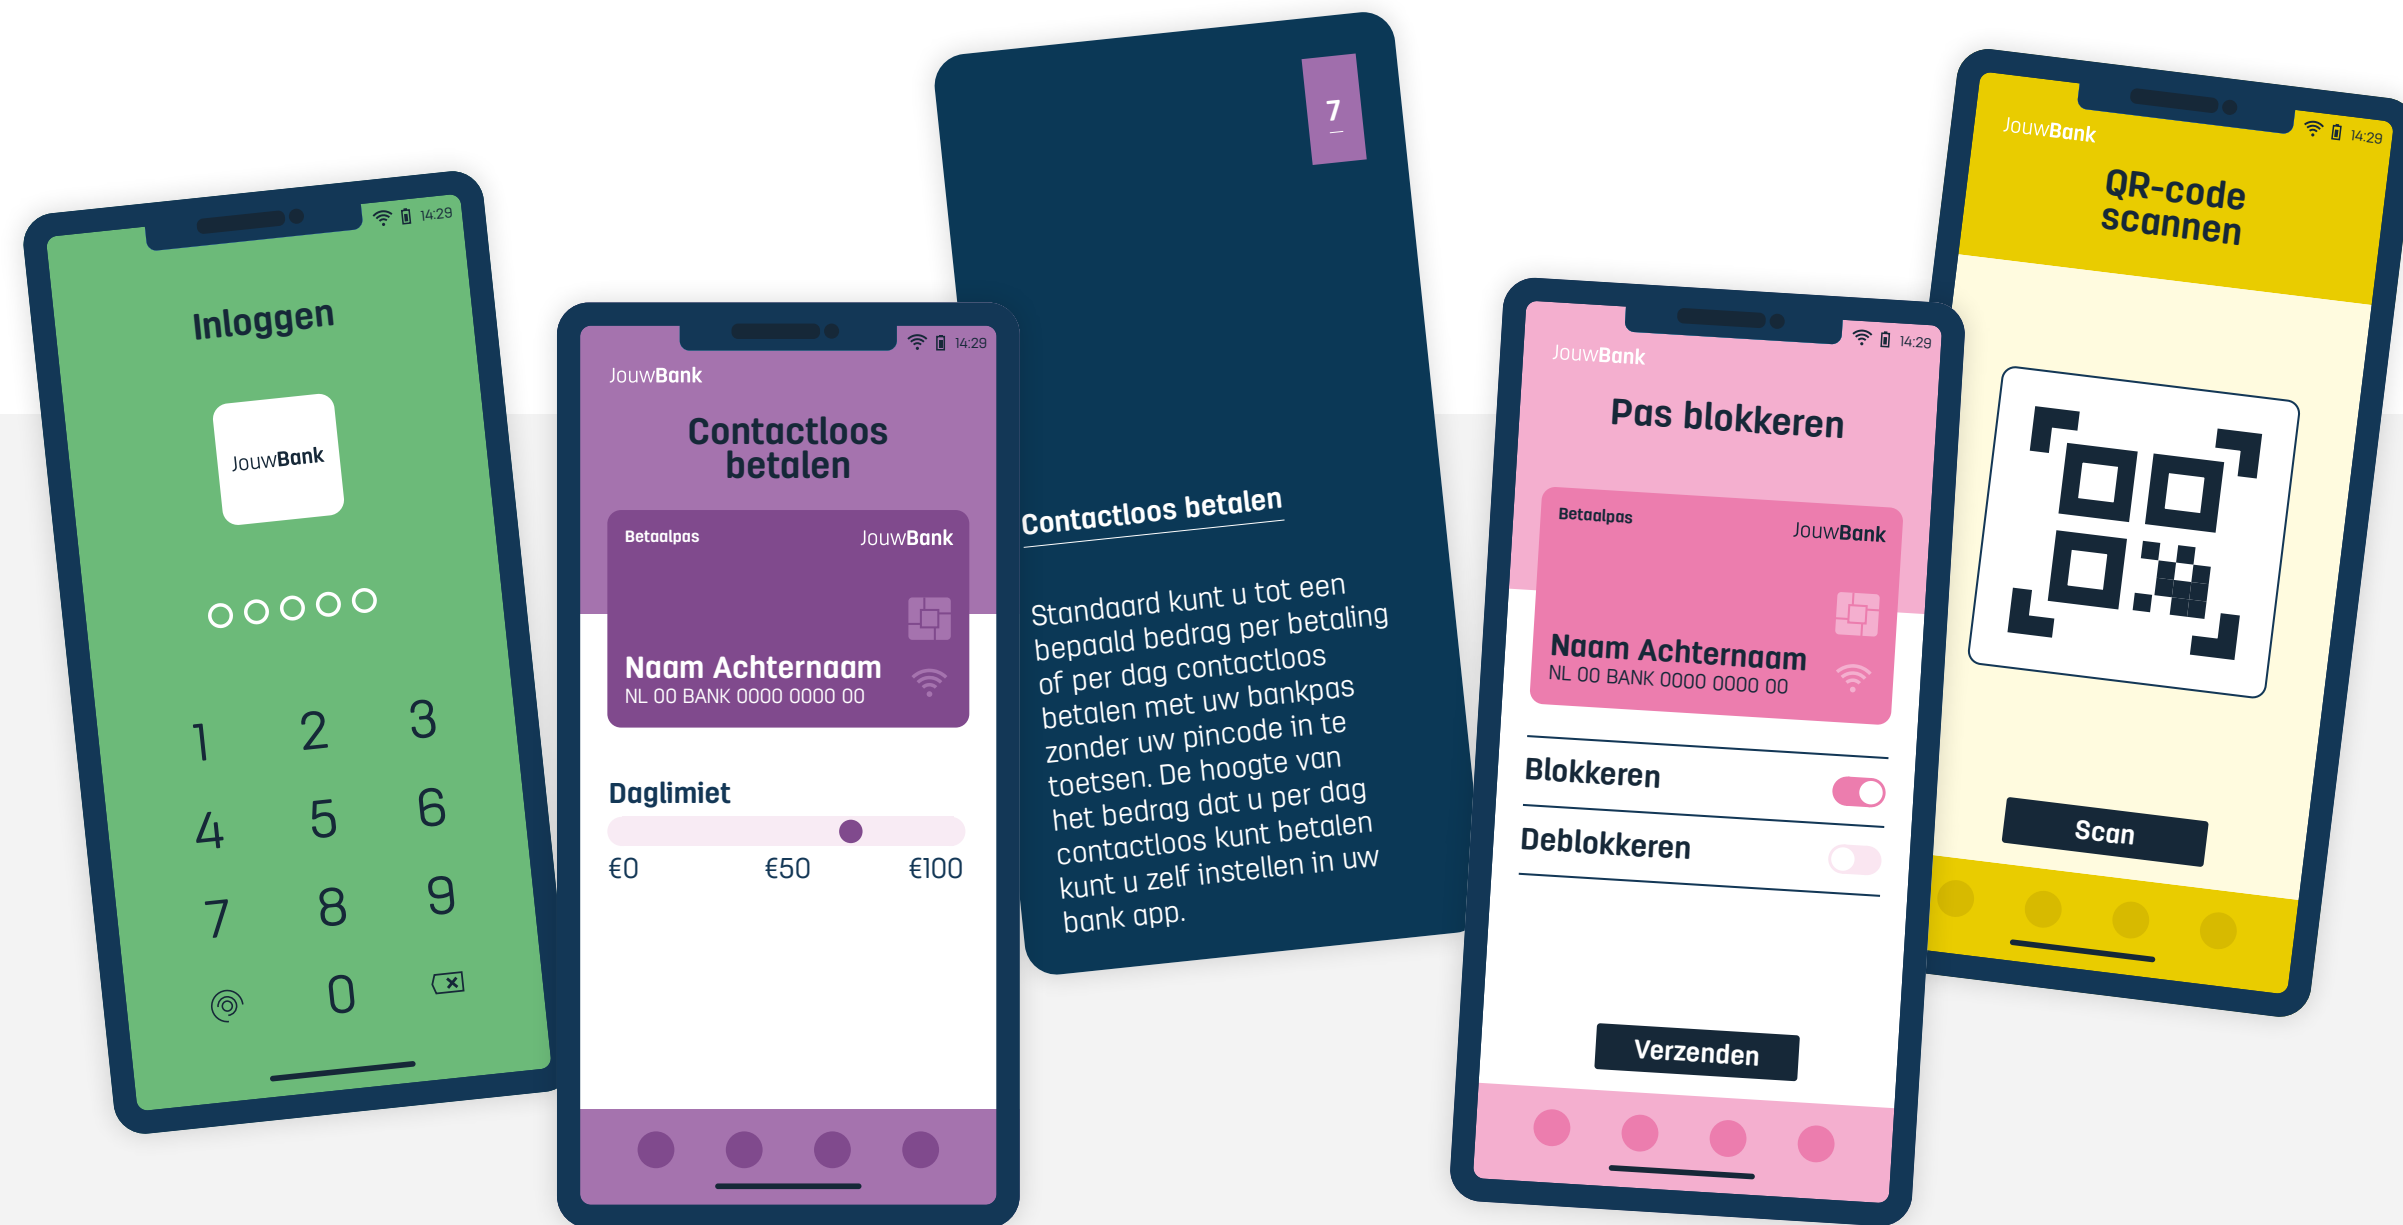 14:29
Inloggen
JouwBank
1 2 3
4 5 6
7 8 9
0
14:29
JouwBank
Contactloos
betalen
Betaalpas
JouwBank
Naam Achternaam
NL 00 BANK 0000 0000 00
Daglimiet
€0 €50 €100
7
Contactloos betalen
Standaard kunt u tot een
bepaald bedrag per betaling
of per dag contactloos
betalen met uw bankpas
zonder uw pincode in te
toetsen. De hoogte van
het bedrag dat u per dag
contactloos kunt betalen
kunt u zelf instellen in uw
bank app.
14:29
JouwBank
Pas blokkeren
Betaalpas
JouwBank
Naam Achternaam
NL 00 BANK 0000 0000 00
Blokkeren
Deblokkeren
Verzenden
14:29
JouwBank
QR-code
scannen
Scan